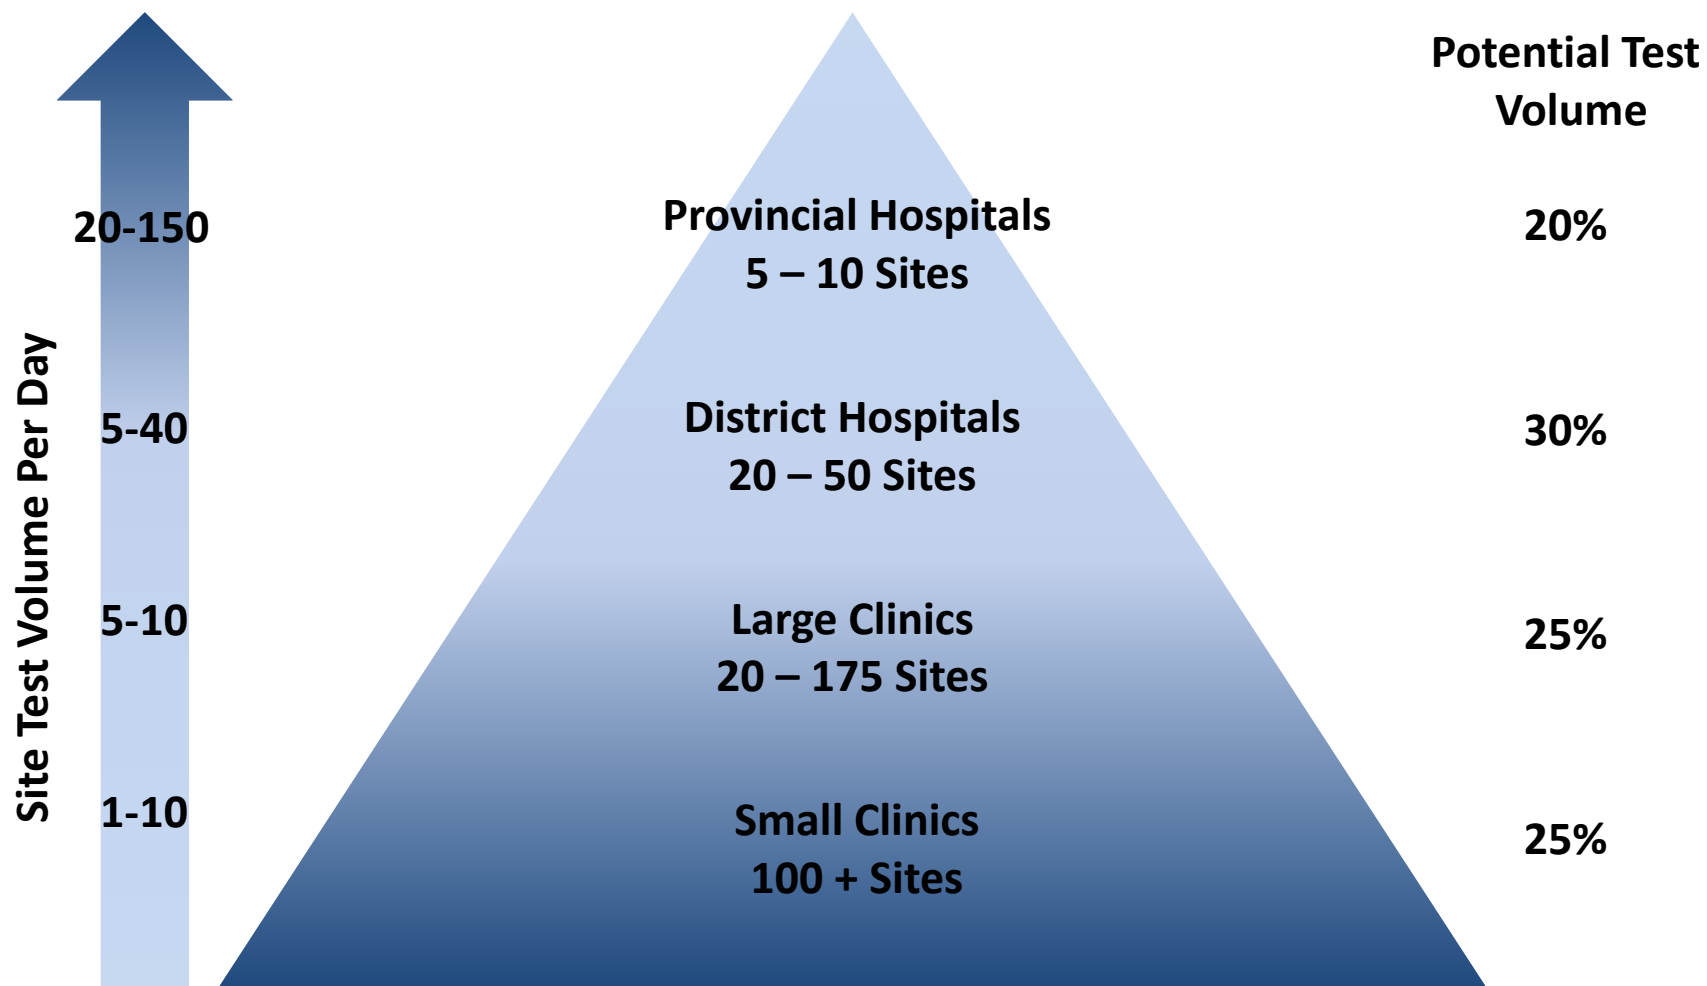 Potential Test
Volume
Site Test Volume Per Day
20-150
Provincial Hospitals
5 – 10 Sites
20%
5-40
District Hospitals
20 – 50 Sites
30%
5-10
Large Clinics
20 – 175 Sites
25%
1-10
Small Clinics
100 + Sites
25%